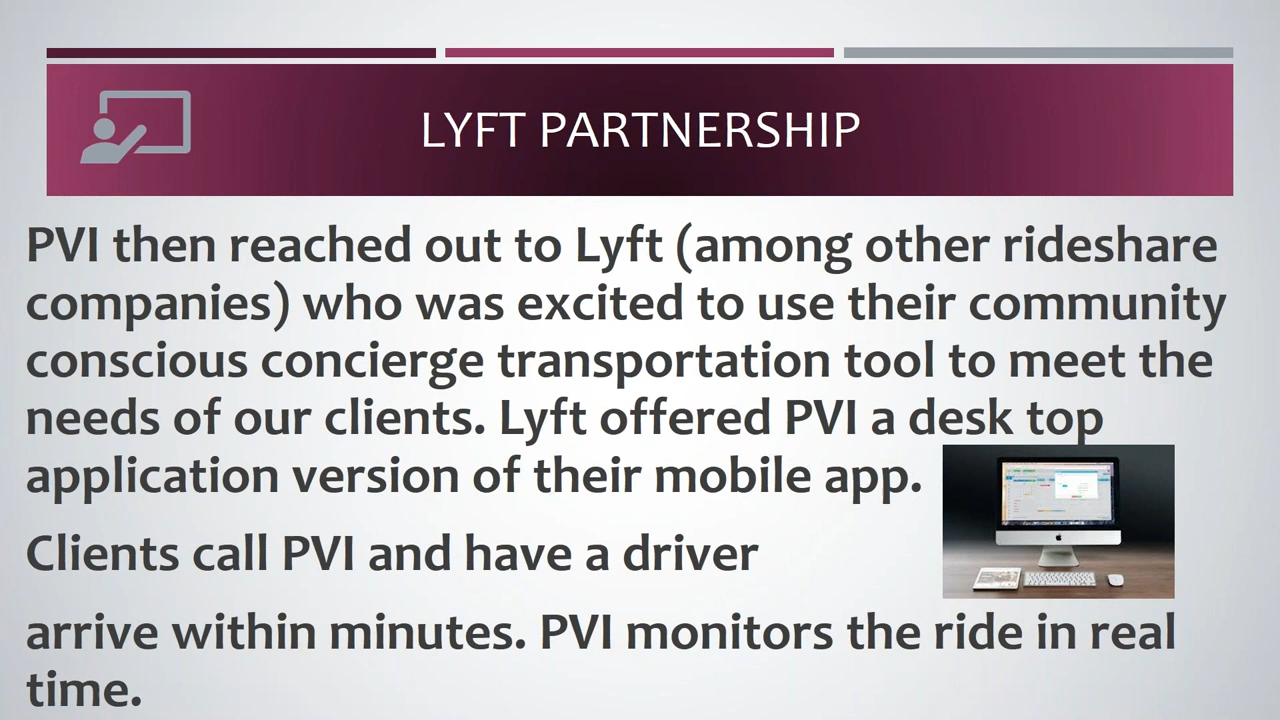 LYFT PARTNERSHIP
PVI then reached out to Lyft (among other rideshare
companies) who was excited to use their community
conscious concierge transportation tool to meet the
needs of our clients. Lyft offered PVI a desk top
application version of their mobile app.
Clients call PVI and have a driver
arrive within minutes. PVI monitors the ride in real
time.